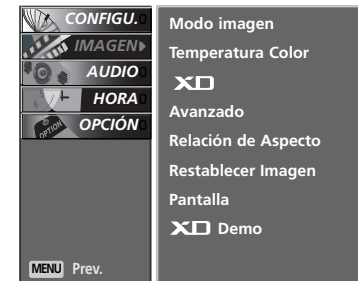 CONFIGU.
IMAGEN
AUDIO
HORA
OPCIÓN
MENU Prev.
Modo imagen
Temperatura Color
XD
Avanzado
Relación de Aspecto
Restablecer Imagen
Pantalla
XD Demo